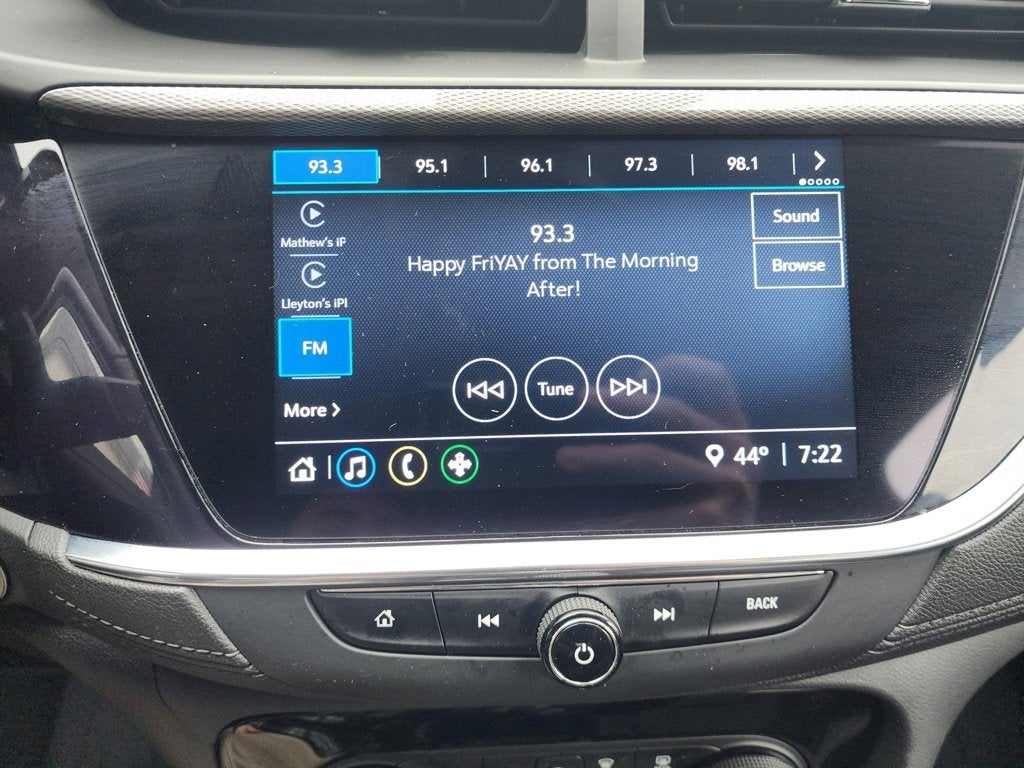 93.3 | 95.1 | 96.1 | 97.3 | 98.1
Mathew's iP
Lleyton's iPl
FM
More
93.3
Happy FriYAY from The Morning
After!
Sound
Browse
Tune
44° | 7:22
BACK